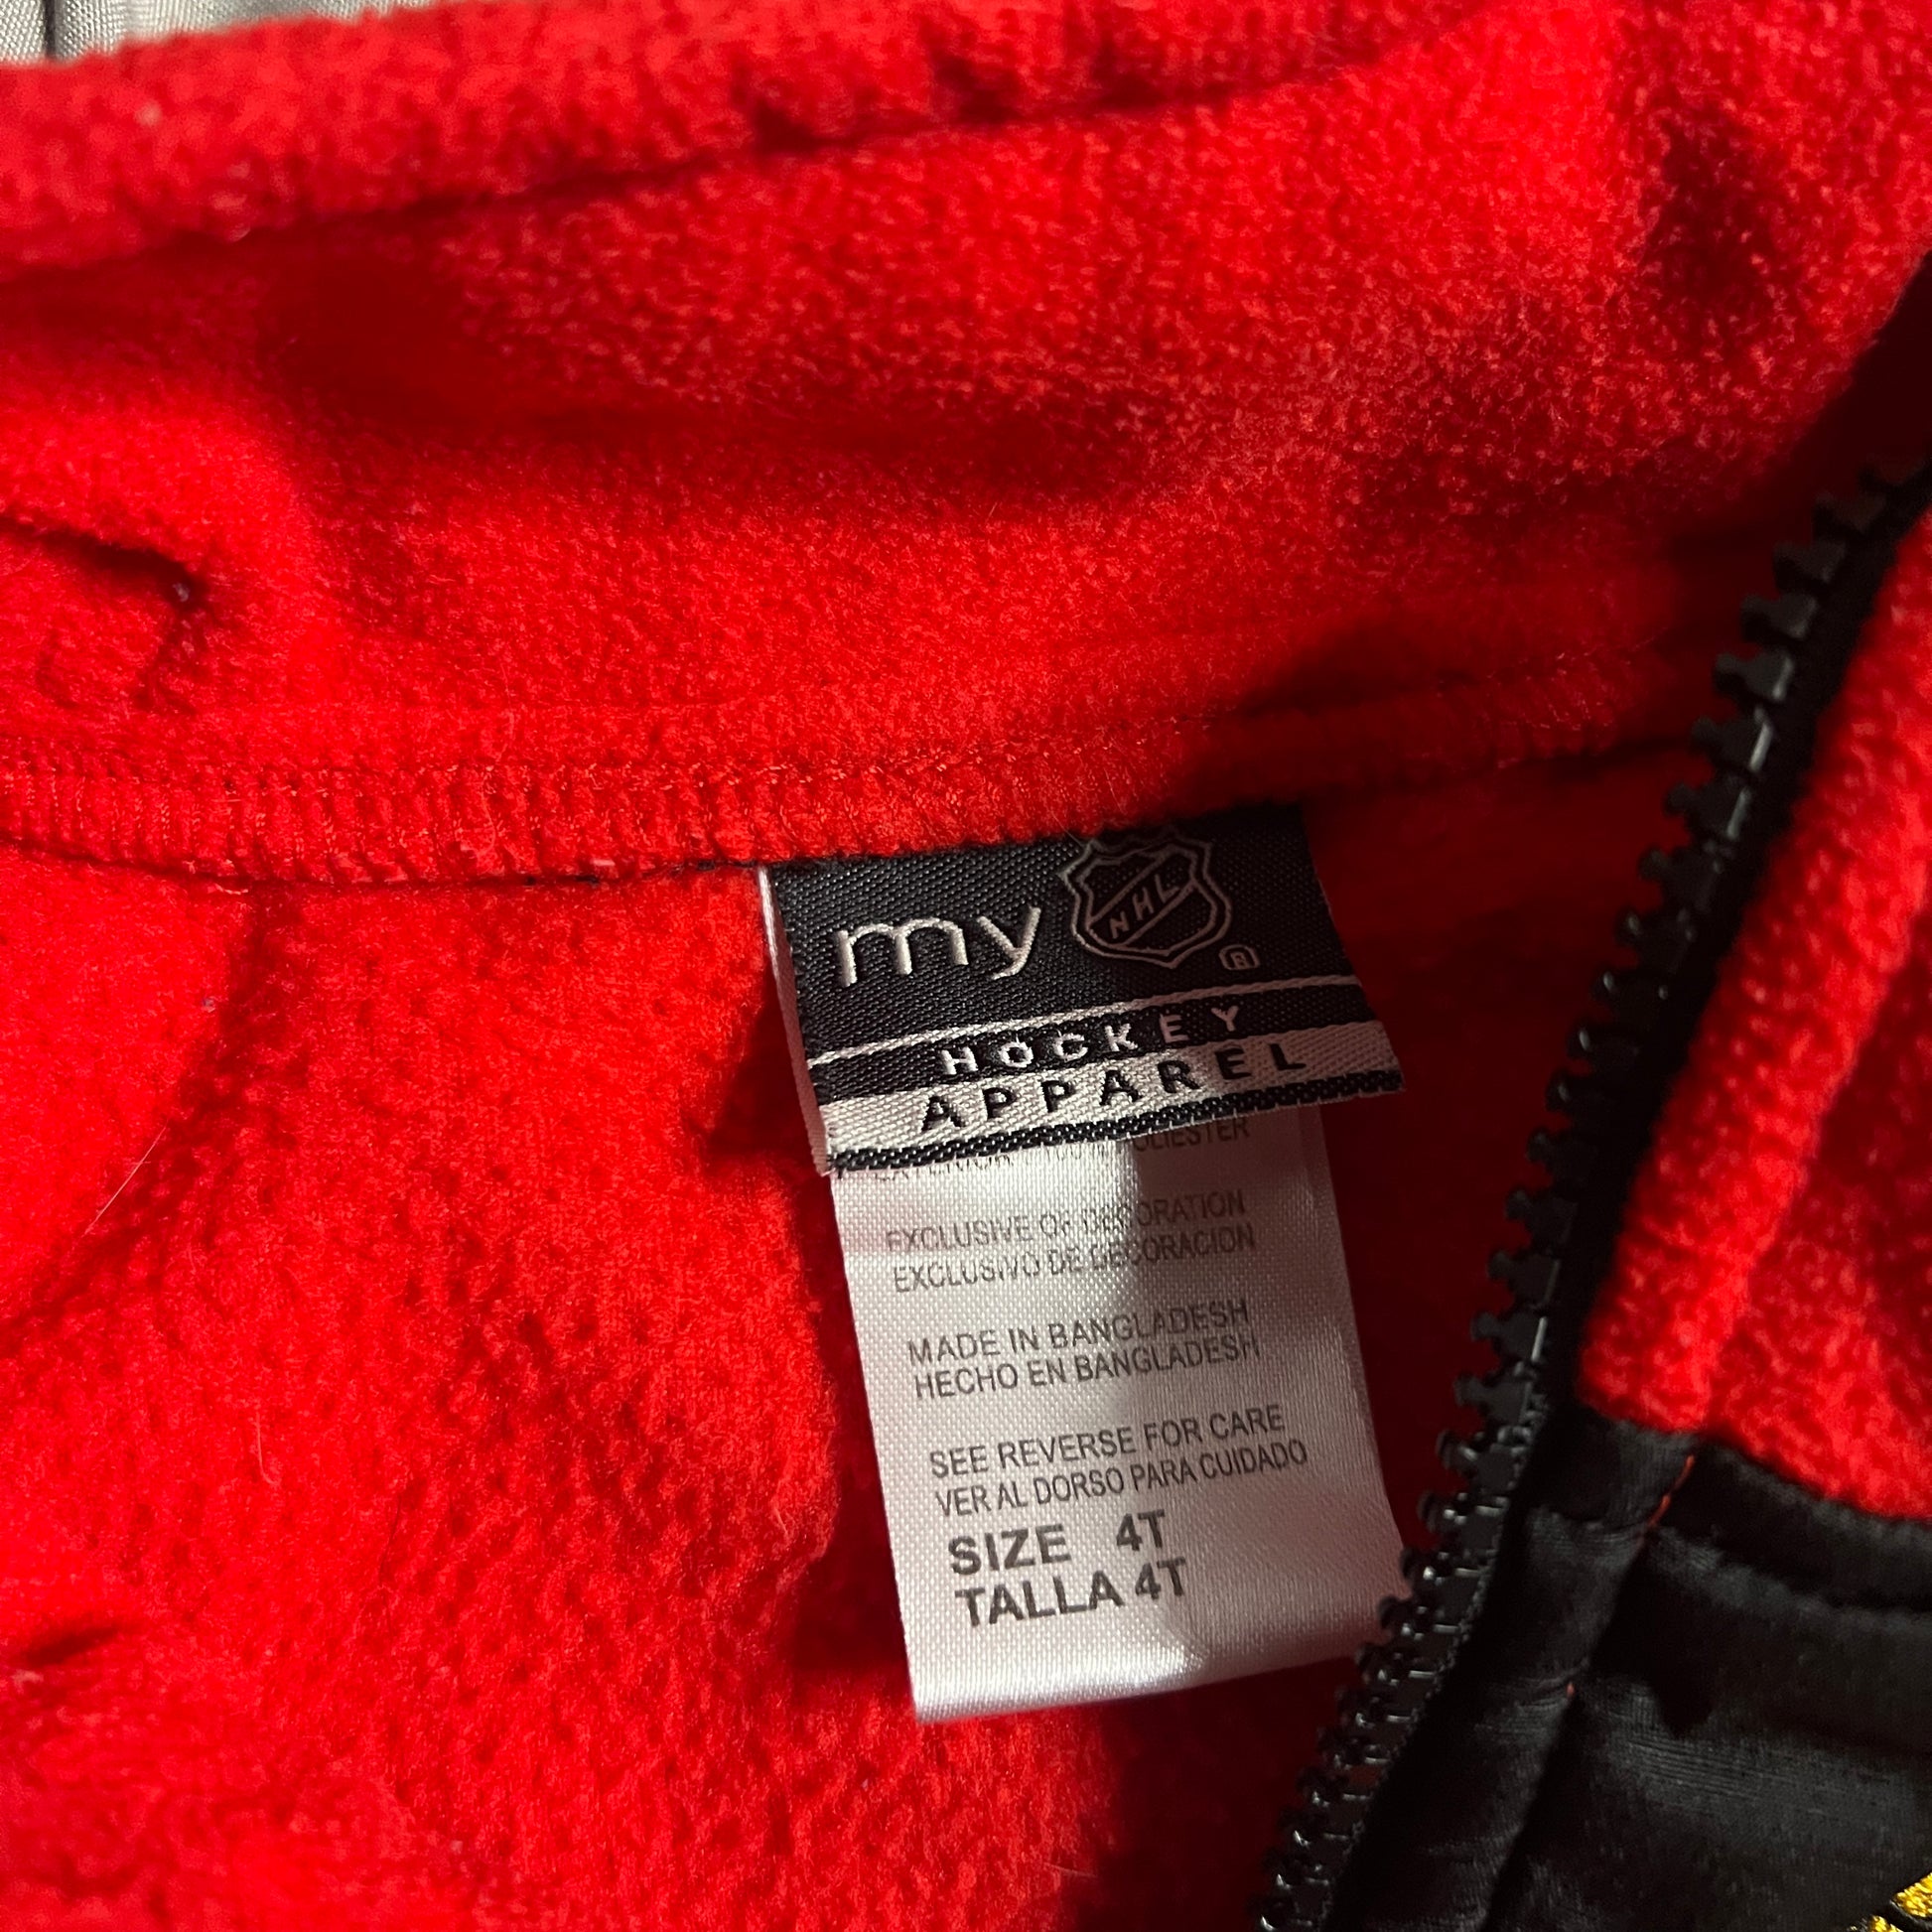 my NHL ®
HOCKEY
APPAREL
POLIESTER
EXCLUSIVE OF DECORATION
EXCLUSIVO DE DECORACION
MADE IN BANGLADESH
HECHO EN BANGLADESH
SEE REVERSE FOR CARE
VER AL DORSO PARA CUIDADO
SIZE 4T
TALLA 4T